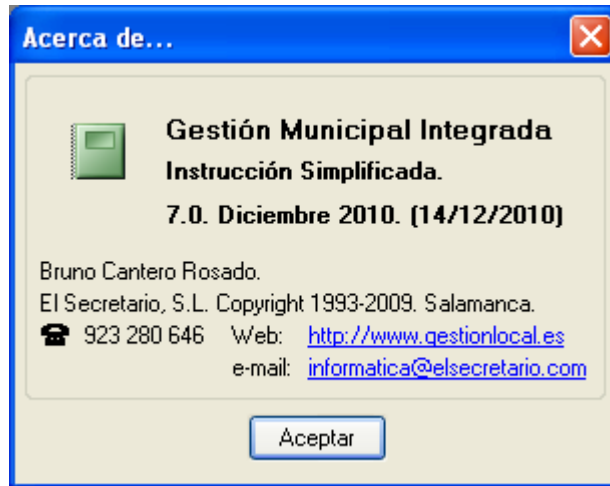 Acerca de...
Gestión Municipal Integrada
Instrucción Simplificada.
7.0. Diciembre 2010. (14/12/2010)
Bruno Cantero Rosado.
El Secretario, S.L. Copyright 1993-2009. Salamanca.
☎ 923 280 646 Web: http://www.gestionlocal.es
e-mail: informatica@elsecretario.com
Aceptar